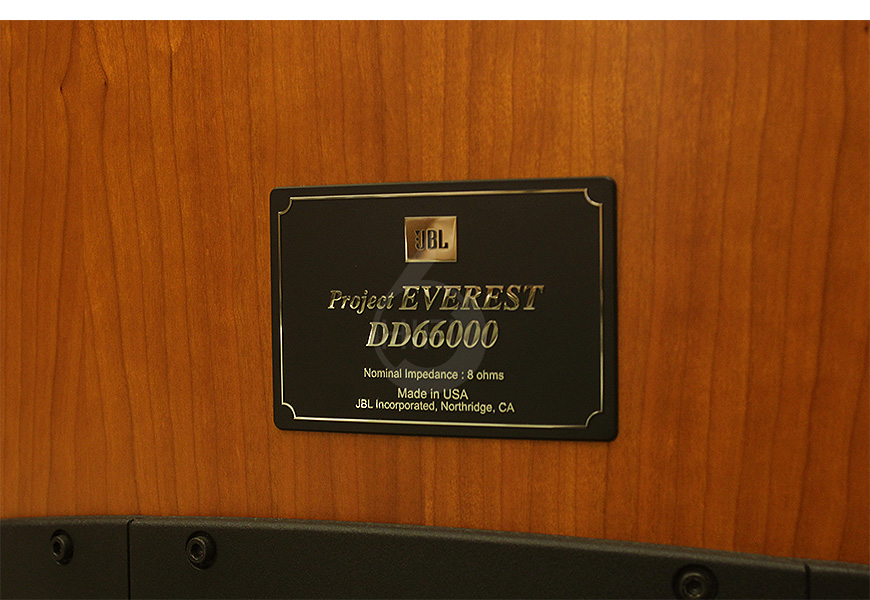 JBL
Project EVEREST
DD66000
Nominal Impedance : 8 ohms
Made in USA
JBL Incorporated, Northridge, CA